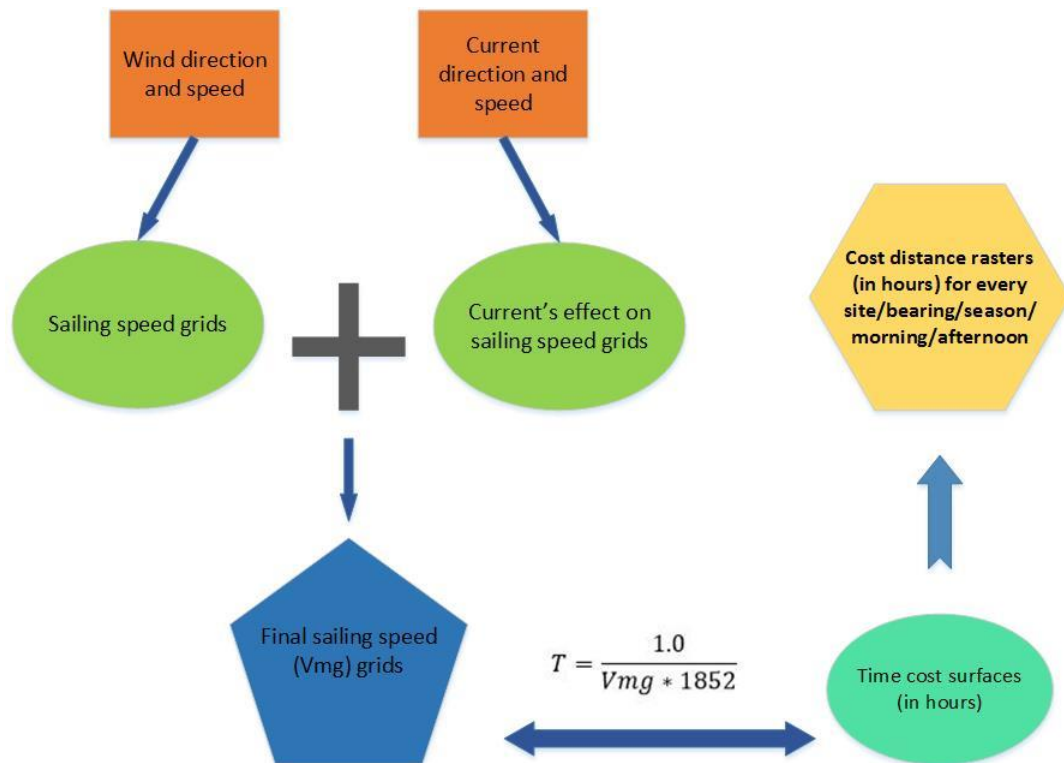 Wind direction
and speed
Current
direction and
speed
Sailing speed grids
Current's effect on
sailing speed grids
Cost distance rasters
(in hours) for every
site/bearing/season/
morning/afternoon
Final sailing speed
(Vmg) grids
T = 1.0 / Vmg * 1852
Time cost surfaces
(in hours)